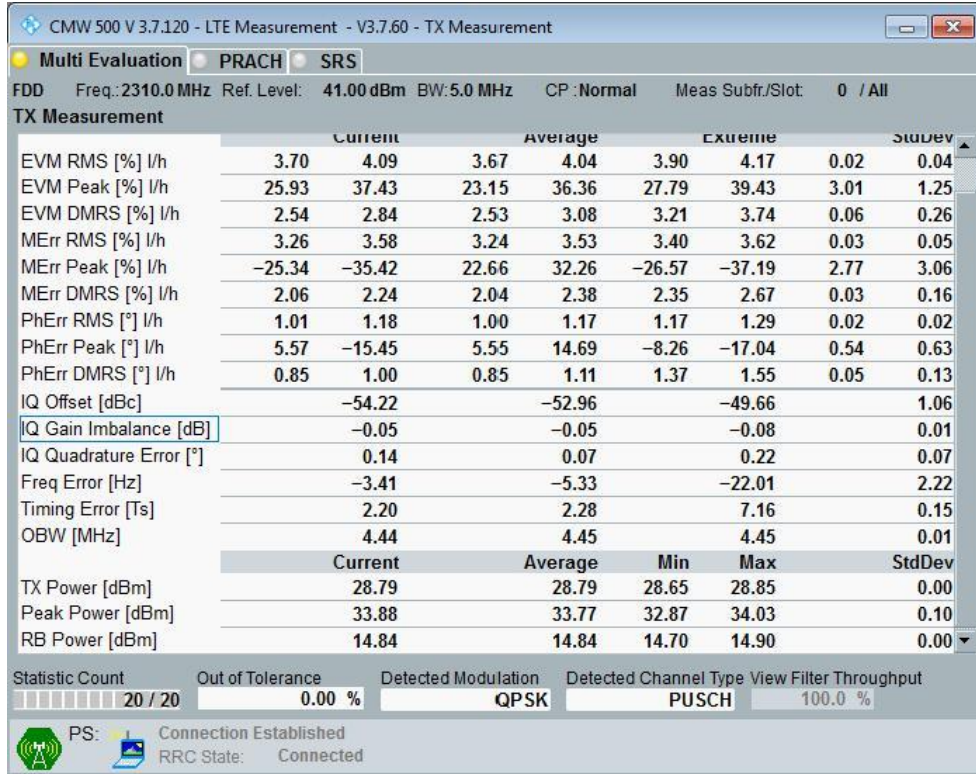 CMW 500 V 3.7.120 - LTE Measurement - V3.7.60 - TX Measurement
Multi Evaluation PRACH SRS
FDD Freq.: 2310.0 MHz Ref. Level: 41.00 dBm BW: 5.0 MHz CP : Normal Meas Subfr./Slot: 0 / All
TX Measurement
Current Average Extreme StdDev
EVM RMS [%] l/h 3.70 4.09 3.67 4.04 3.90 4.17 0.02 0.04
EVM Peak [%] l/h 25.93 37.43 23.15 36.36 27.79 39.43 3.01 1.25
EVM DMRS [%] l/h 2.54 2.84 2.53 3.08 3.21 3.74 0.06 0.26
MErr RMS [%] l/h 3.26 3.58 3.24 3.53 3.40 3.62 0.03 0.05
MErr Peak [%] l/h −25.34 −35.42 22.66 32.26 −26.57 −37.19 2.77 3.06
MErr DMRS [%] l/h 2.06 2.24 2.04 2.38 2.35 2.67 0.03 0.16
PhErr RMS [°] l/h 1.01 1.18 1.00 1.17 1.17 1.29 0.02 0.02
PhErr Peak [°] l/h 5.57 −15.45 5.55 14.69 −8.26 −17.04 0.54 0.63
PhErr DMRS [°] l/h 0.85 1.00 0.85 1.11 1.37 1.55 0.05 0.13
IQ Offset [dBc] −54.22 −52.96 −49.66 1.06
IQ Gain Imbalance [dB] −0.05 −0.05 −0.08 0.01
IQ Quadrature Error [°] 0.14 0.07 0.22 0.07
Freq Error [Hz] −3.41 −5.33 −22.01 2.22
Timing Error [Ts] 2.20 2.28 7.16 0.15
OBW [MHz] 4.44 4.45 4.45 0.01
Current Average Min Max StdDev
TX Power [dBm] 28.79 28.79 28.65 28.85 0.00
Peak Power [dBm] 33.88 33.77 32.87 34.03 0.10
RB Power [dBm] 14.84 14.84 14.70 14.90 0.00
Statistic Count Out of Tolerance Detected Modulation Detected Channel Type View Filter Throughput
20 / 20 0.00 % QPSK PUSCH 100.0 %
PS: Connection Established
RRC State: Connected